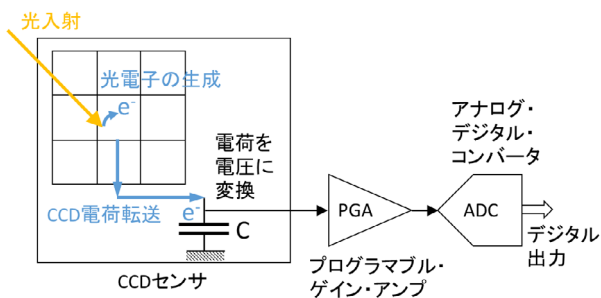 光入射
光電子の生成
e-
電荷を
電圧に
変換
CCD電荷転送
e-
C
CCDセンサ
PGA
プログラマブル・
ゲイン・アンプ
アナログ・
デジタル・
コンバータ
ADC
デジタル
出力